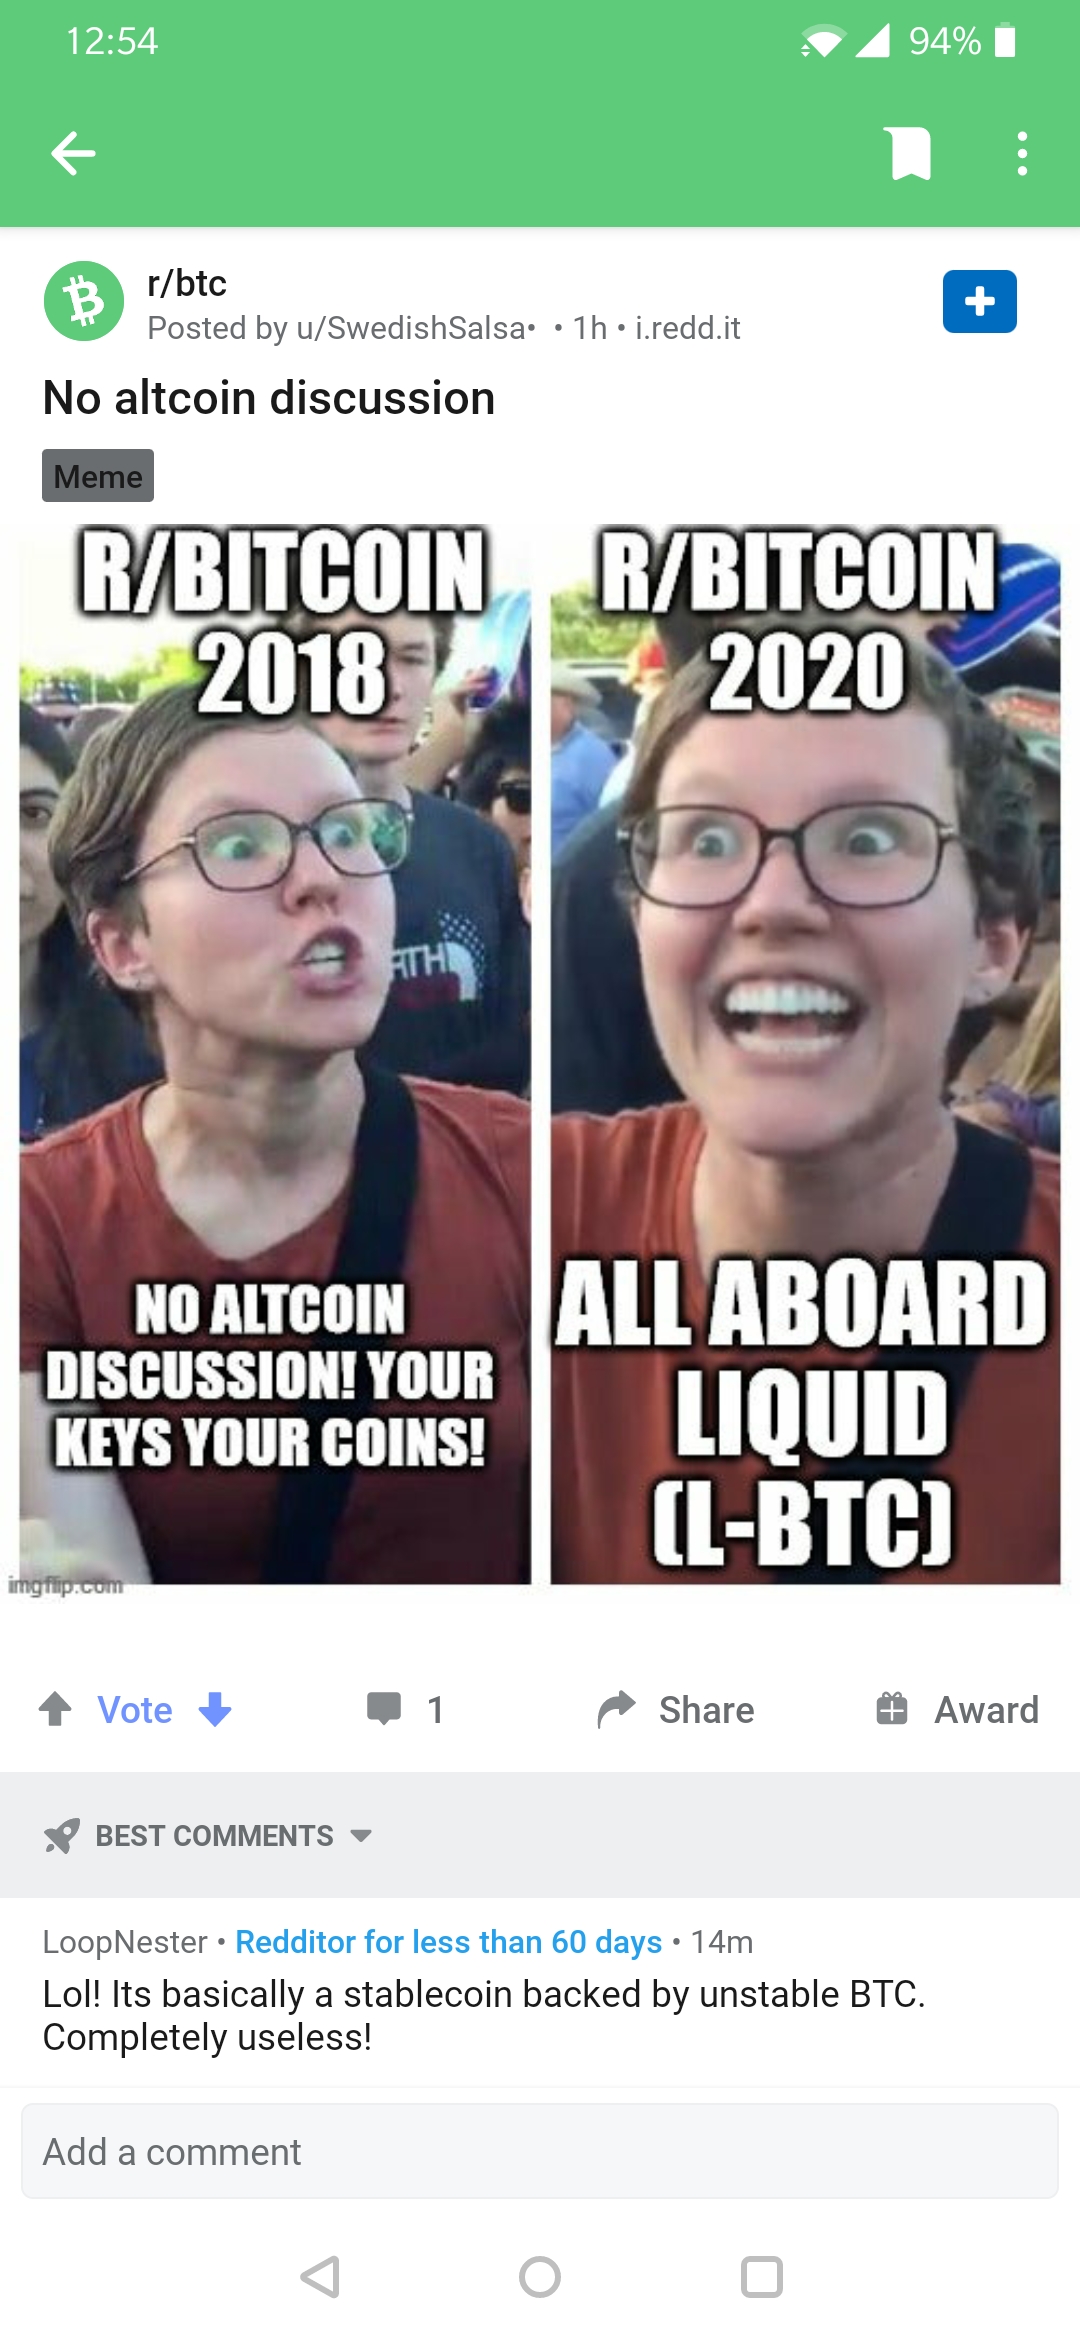 12:54
94%
r/btc
Posted by u/SwedishSalsa• • 1h • i.redd.it
No altcoin discussion
Meme
R/BITCOIN
2018
NO ALTCOIN
DISCUSSION! YOUR
KEYS YOUR COINS!
R/BITCOIN
2020
ALL ABOARD
LIQUID
(L-BTC)
ATH
imgflip.com
Vote
1
Share
Award
BEST COMMENTS
LoopNester • Redditor for less than 60 days • 14m
Lol! Its basically a stablecoin backed by unstable BTC.
Completely useless!
Add a comment